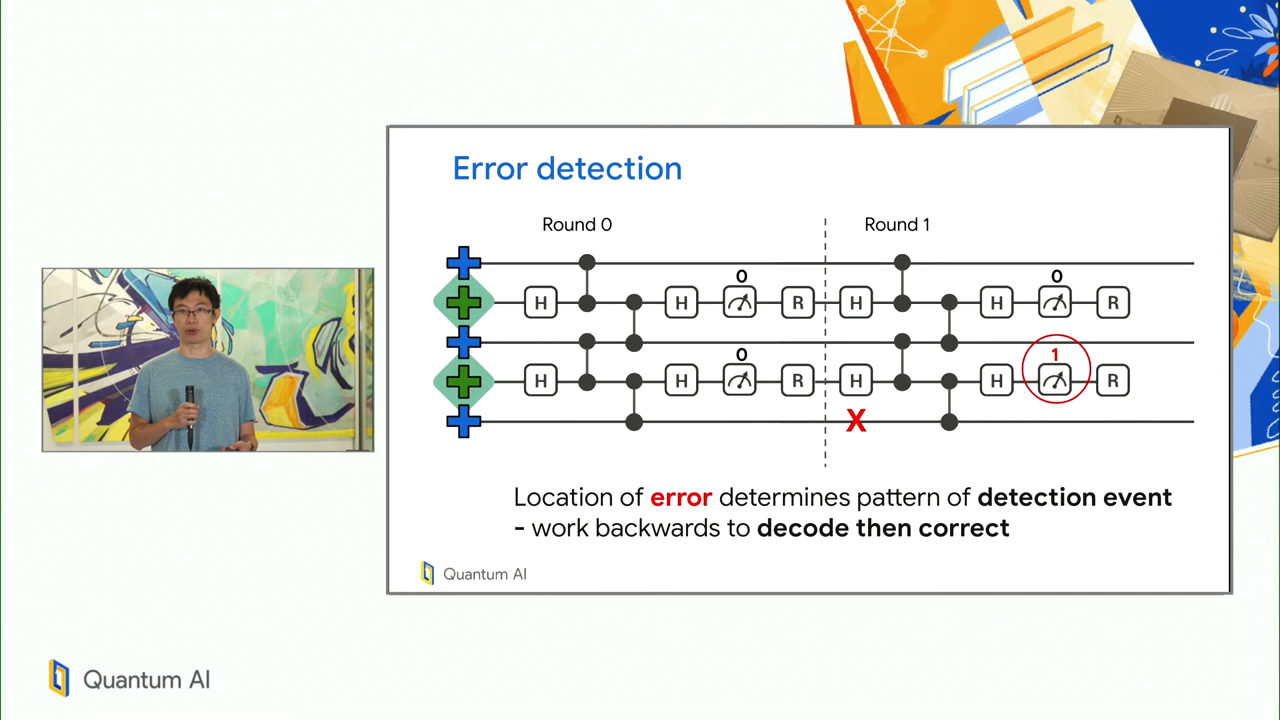 Error detection
Round 0 Round 1
0 0
H H R H H R
0 1
H H R H H R
X
Location of error determines pattern of detection event
- work backwards to decode then correct
Quantum AI
Quantum AI